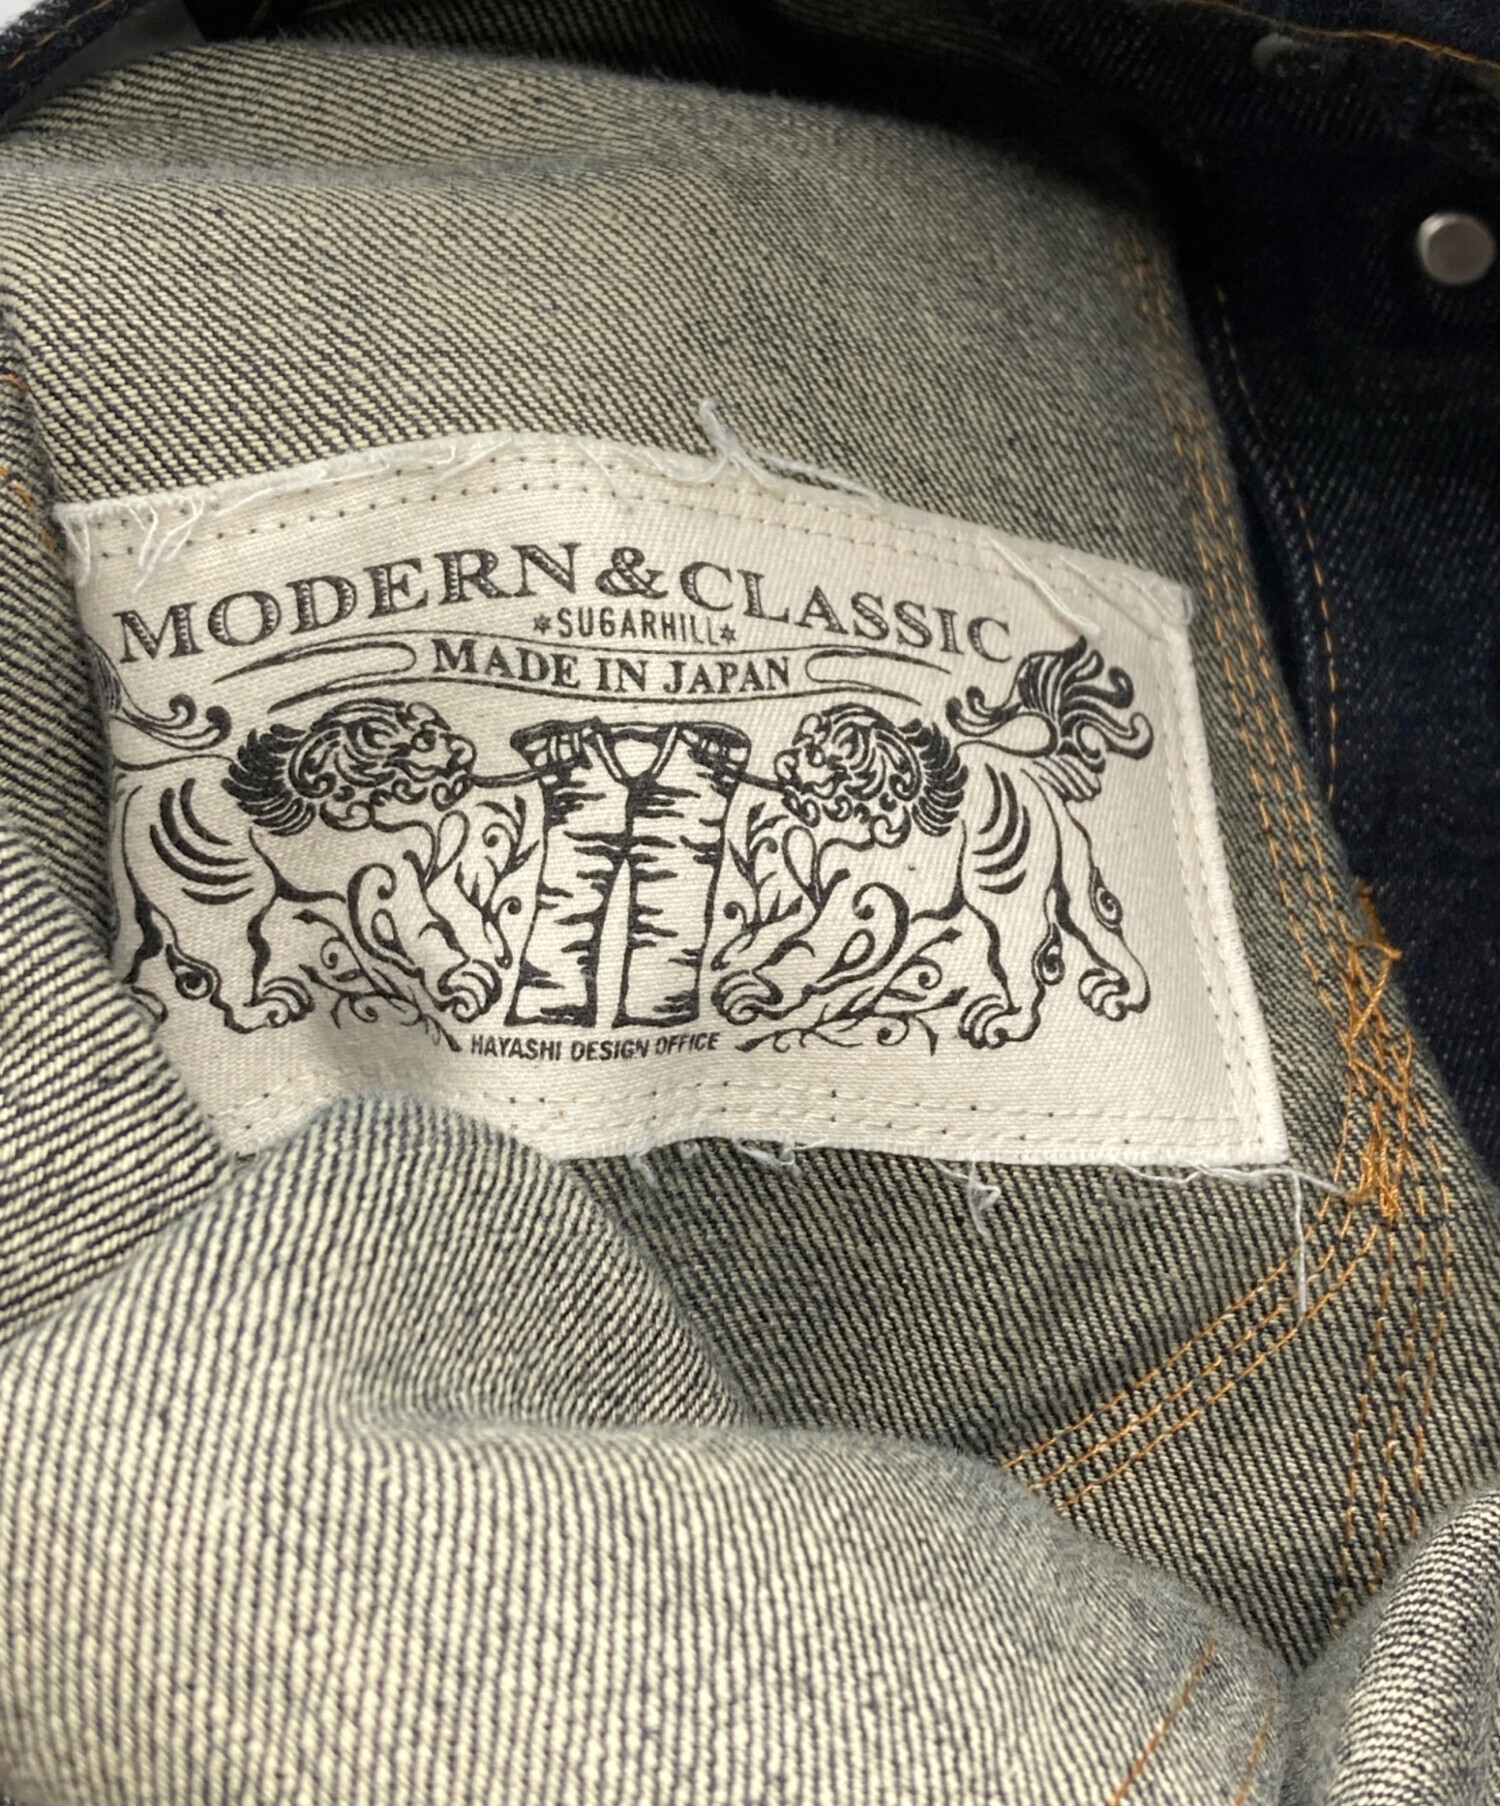 MODERN & CLASSIC
*SUGARHILL*
MADE IN JAPAN
HAYASHI DESIGN OFFICE